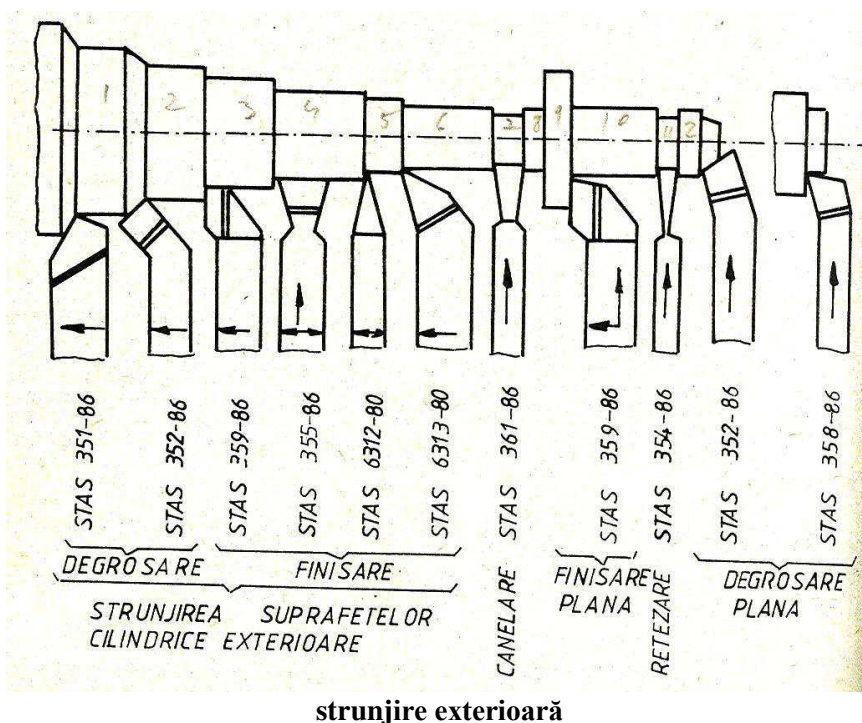 1 2 3 4 5 6 7 8 9 10 11 2
STAS 351-86
STAS 352-86
STAS 359-86
STAS 355-86
STAS 6312-80
STAS 6313-80
STAS 361-86
STAS 359-86
STAS 354-86
STAS 352-86
STAS 358-86
DEGROSARE
FINISARE
STRUNJIREA SUPRAFETELOR
CILINDRICE EXTERIOARE
CANELARE
FINISARE
PLANA
RETEZARE
DEGROSARE
PLANA
strunjire exterioară